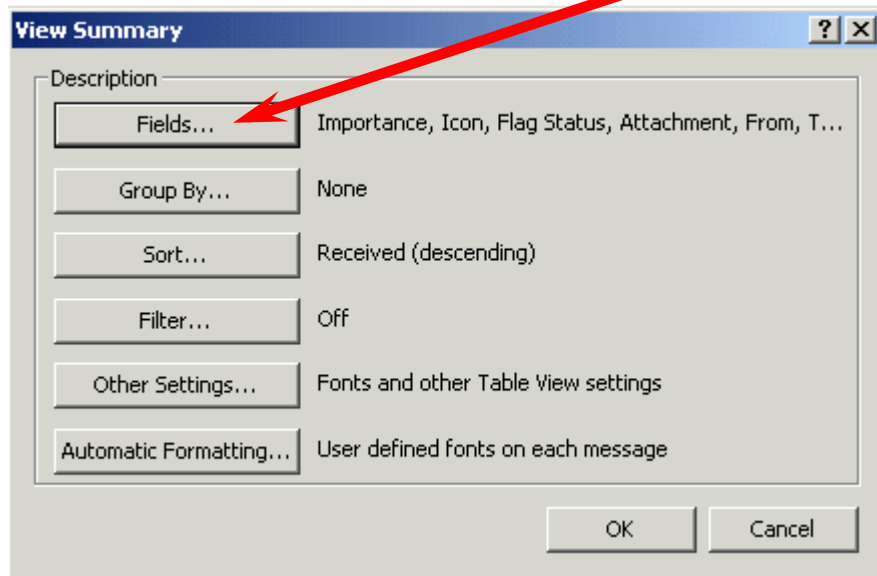 View Summary
Description
Fields... Importance, Icon, Flag Status, Attachment, From, T...
Group By... None
Sort... Received (descending)
Filter... Off
Other Settings... Fonts and other Table View settings
Automatic Formatting... User defined fonts on each message
OK Cancel